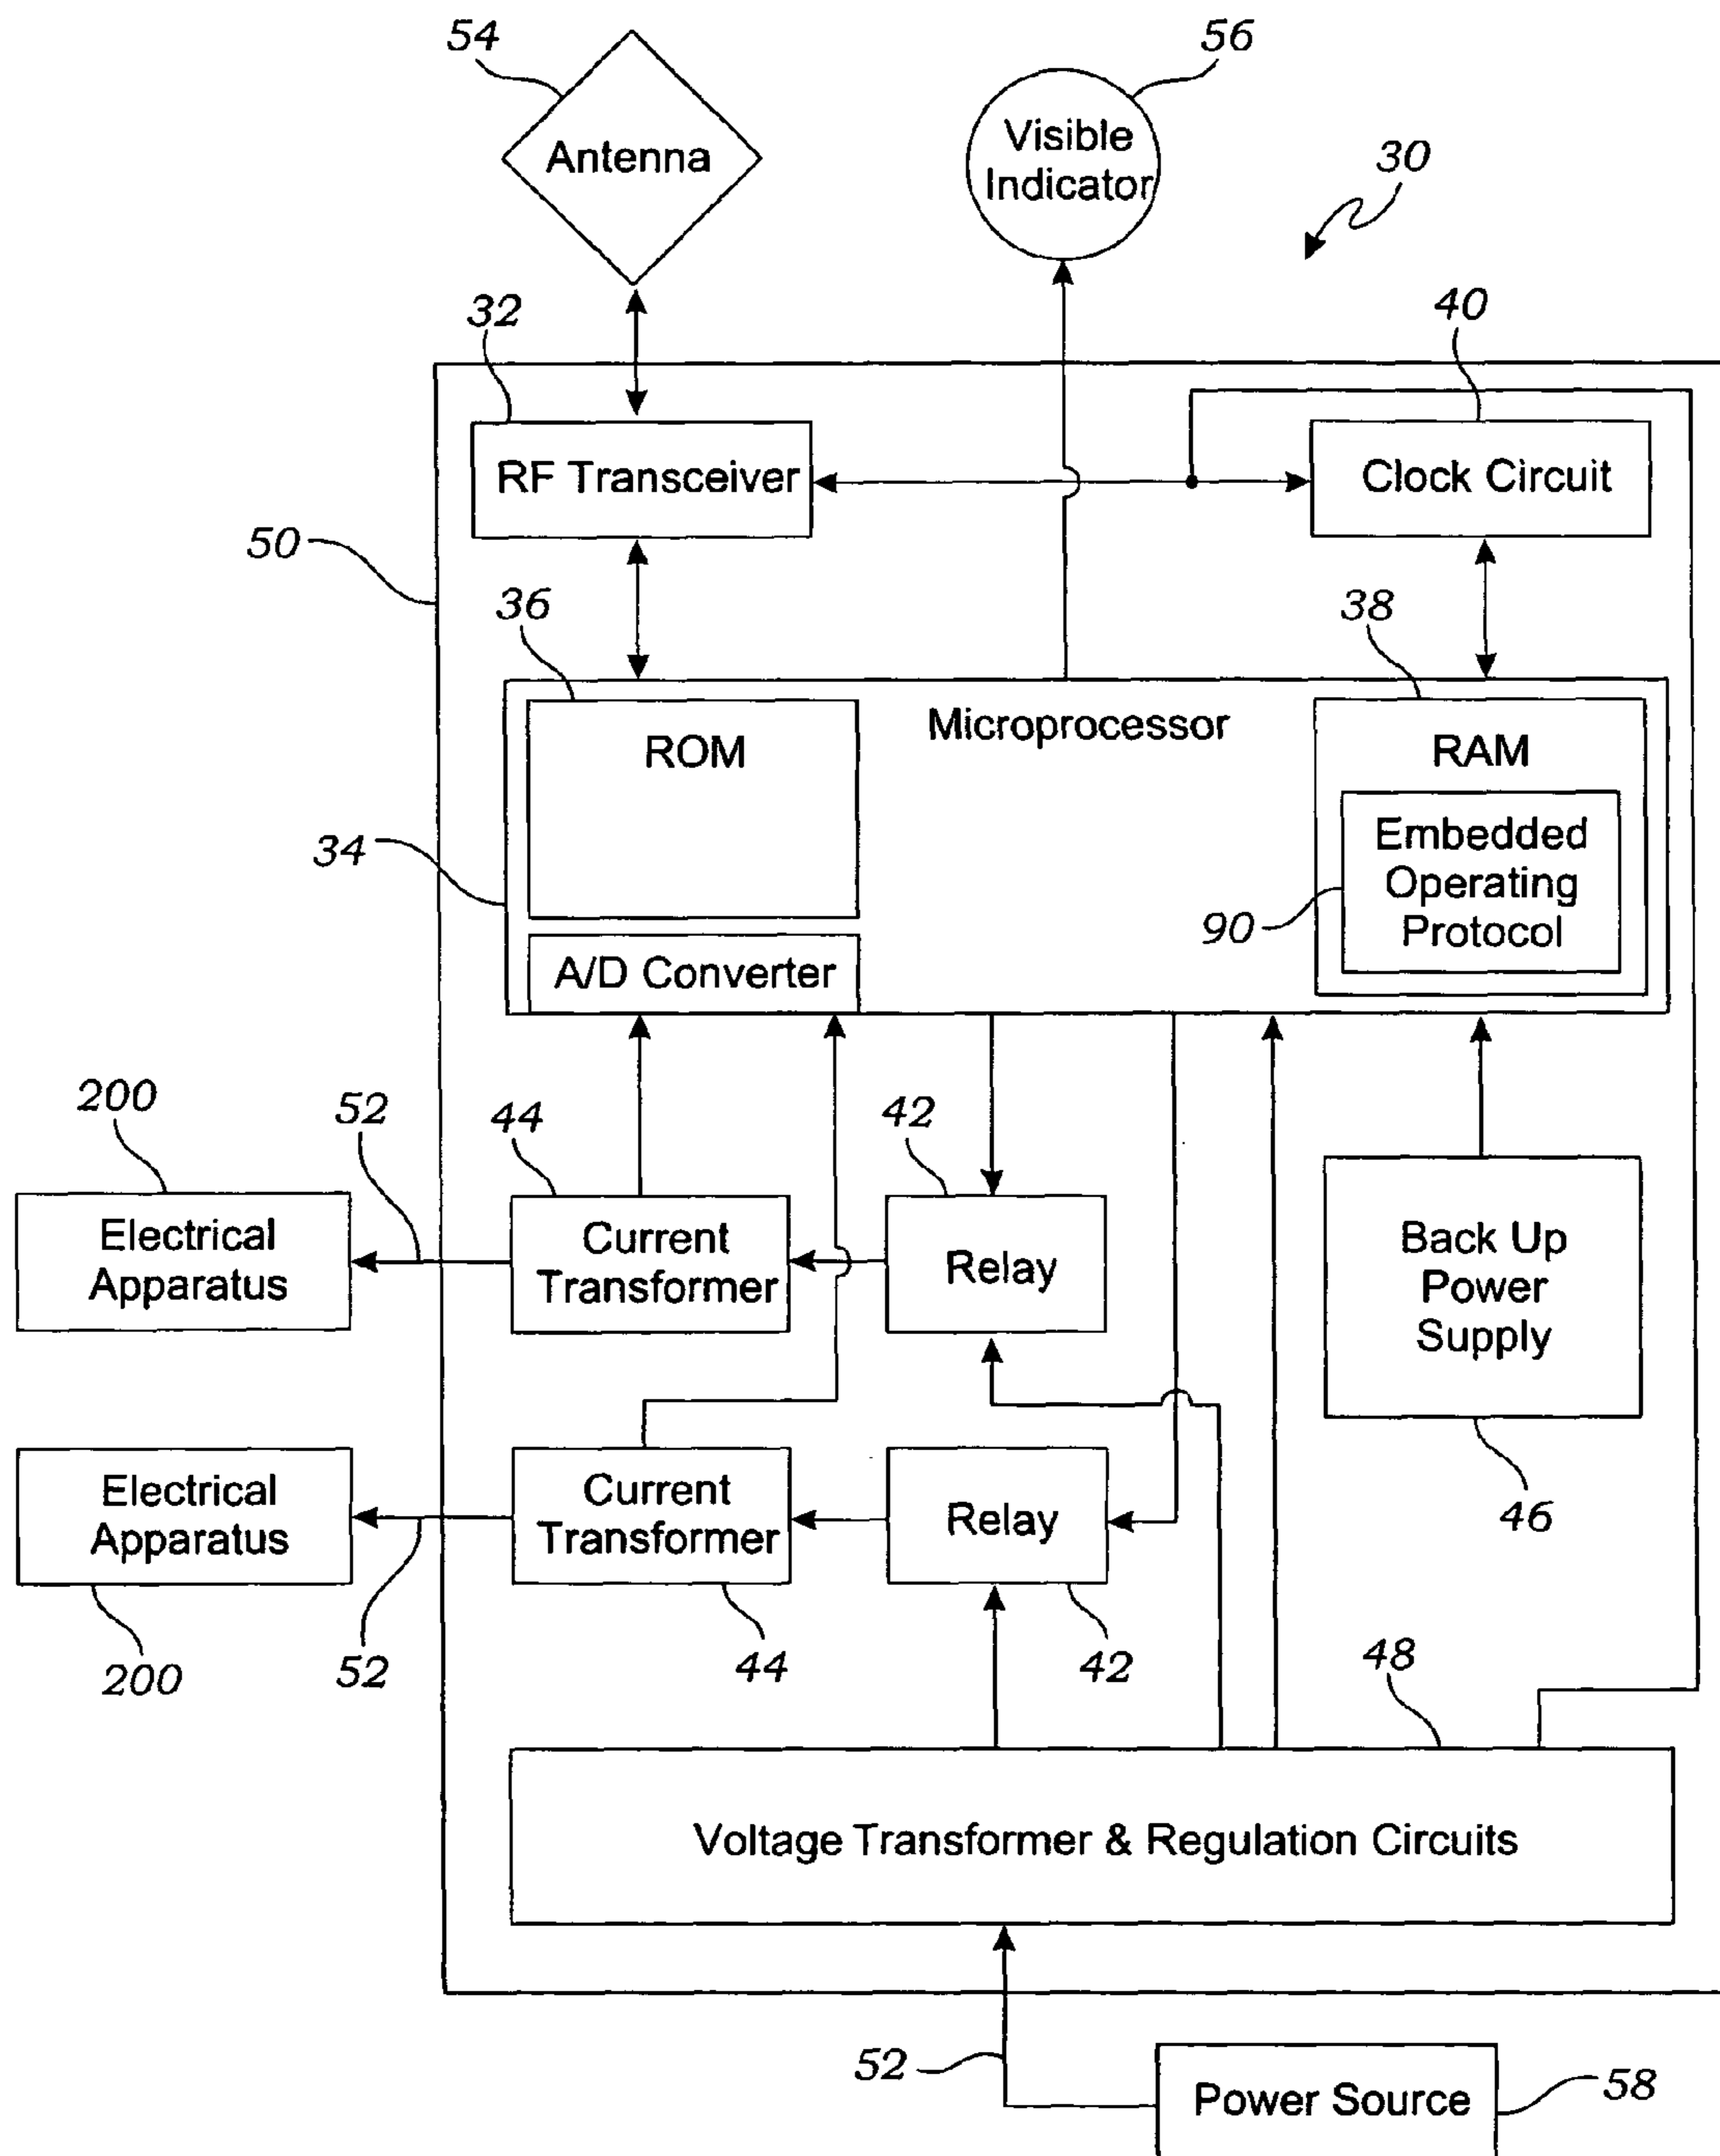 54
56
Antenna
Visible
Indicator
30
32
40
RF Transceiver
Clock Circuit
50
36
38
ROM
Microprocessor
RAM
Embedded
Operating
Protocol
34
90
A/D Converter
200
52
44
42
Electrical
Apparatus
Current
Transformer
Relay
Back Up
Power
Supply
Electrical
Apparatus
Current
Transformer
Relay
46
200
52
44
42
48
Voltage Transformer & Regulation Circuits
52
Power Source
58